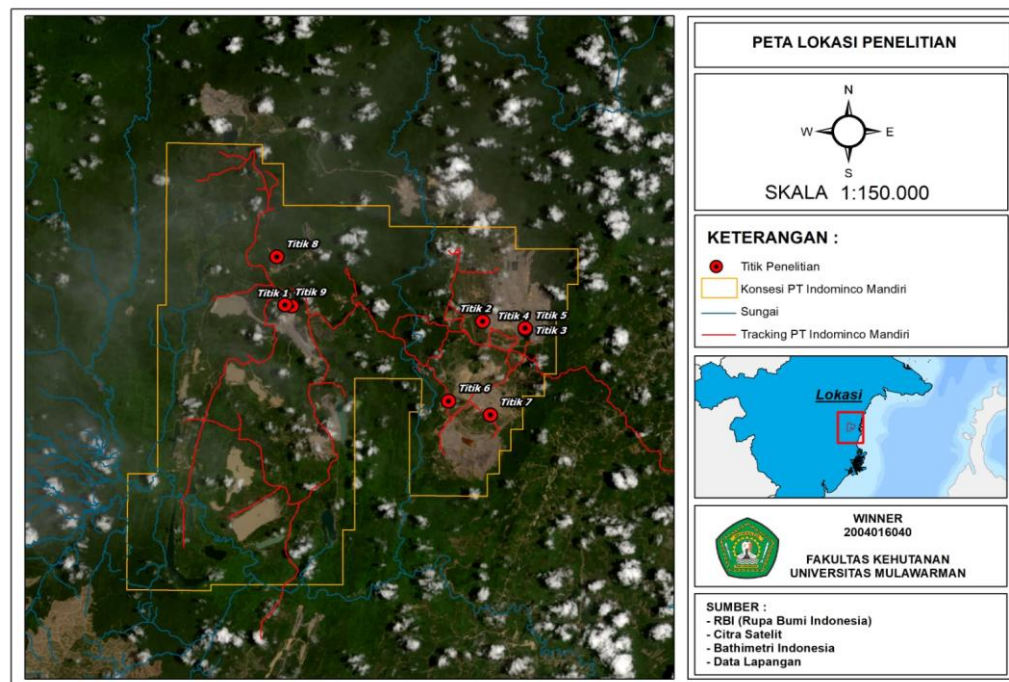 PETA LOKASI PENELITIAN
N
W
E
S
SKALA 1:150.000
KETERANGAN :
Titik Penelitian
Konsesi PT Indominco Mandiri
Sungai
Tracking PT Indominco Mandiri
Lokasi
WINNER
2004016040
FAKULTAS KEHUTANAN
UNIVERSITAS MULAWARMAN
SUMBER :
- RBI (Rupa Bumi Indonesia)
- Citra Satelit
- Bathimetri Indonesia
- Data Lapangan
Titik 8
Titik 1
Titik 9
Titik 2
Titik 4
Titik 5
Titik 3
Titik 6
Titik 7